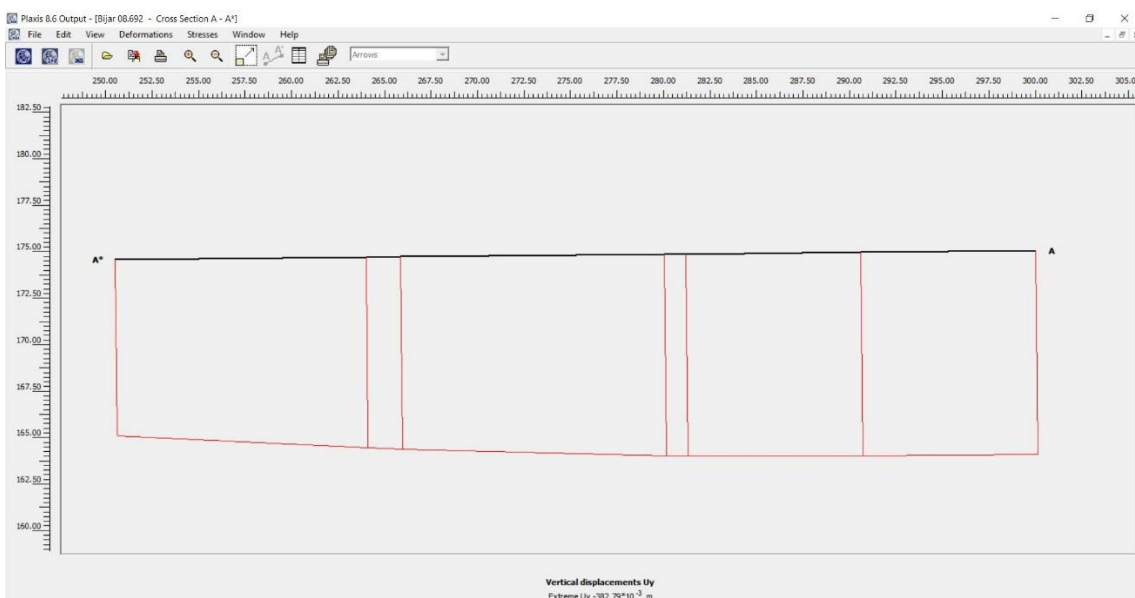 Plaxis 8.6 Output - [Bijar 08.692 - Cross Section A - A*]
File Edit View Deformations Stresses Window Help
Arrows
250.00 252.50 255.00 257.50 260.00 262.50 265.00 267.50 270.00 272.50 275.00 277.50 280.00 282.50 285.00 287.50 290.00 292.50 295.00 297.50 300.00 302.50 305.0
182.50
180.00
177.50
175.00
A* A
172.50
170.00
167.50
165.00
162.50
160.00
Vertical displacements Uy
Extreme Uy -382.79*10⁻³ m